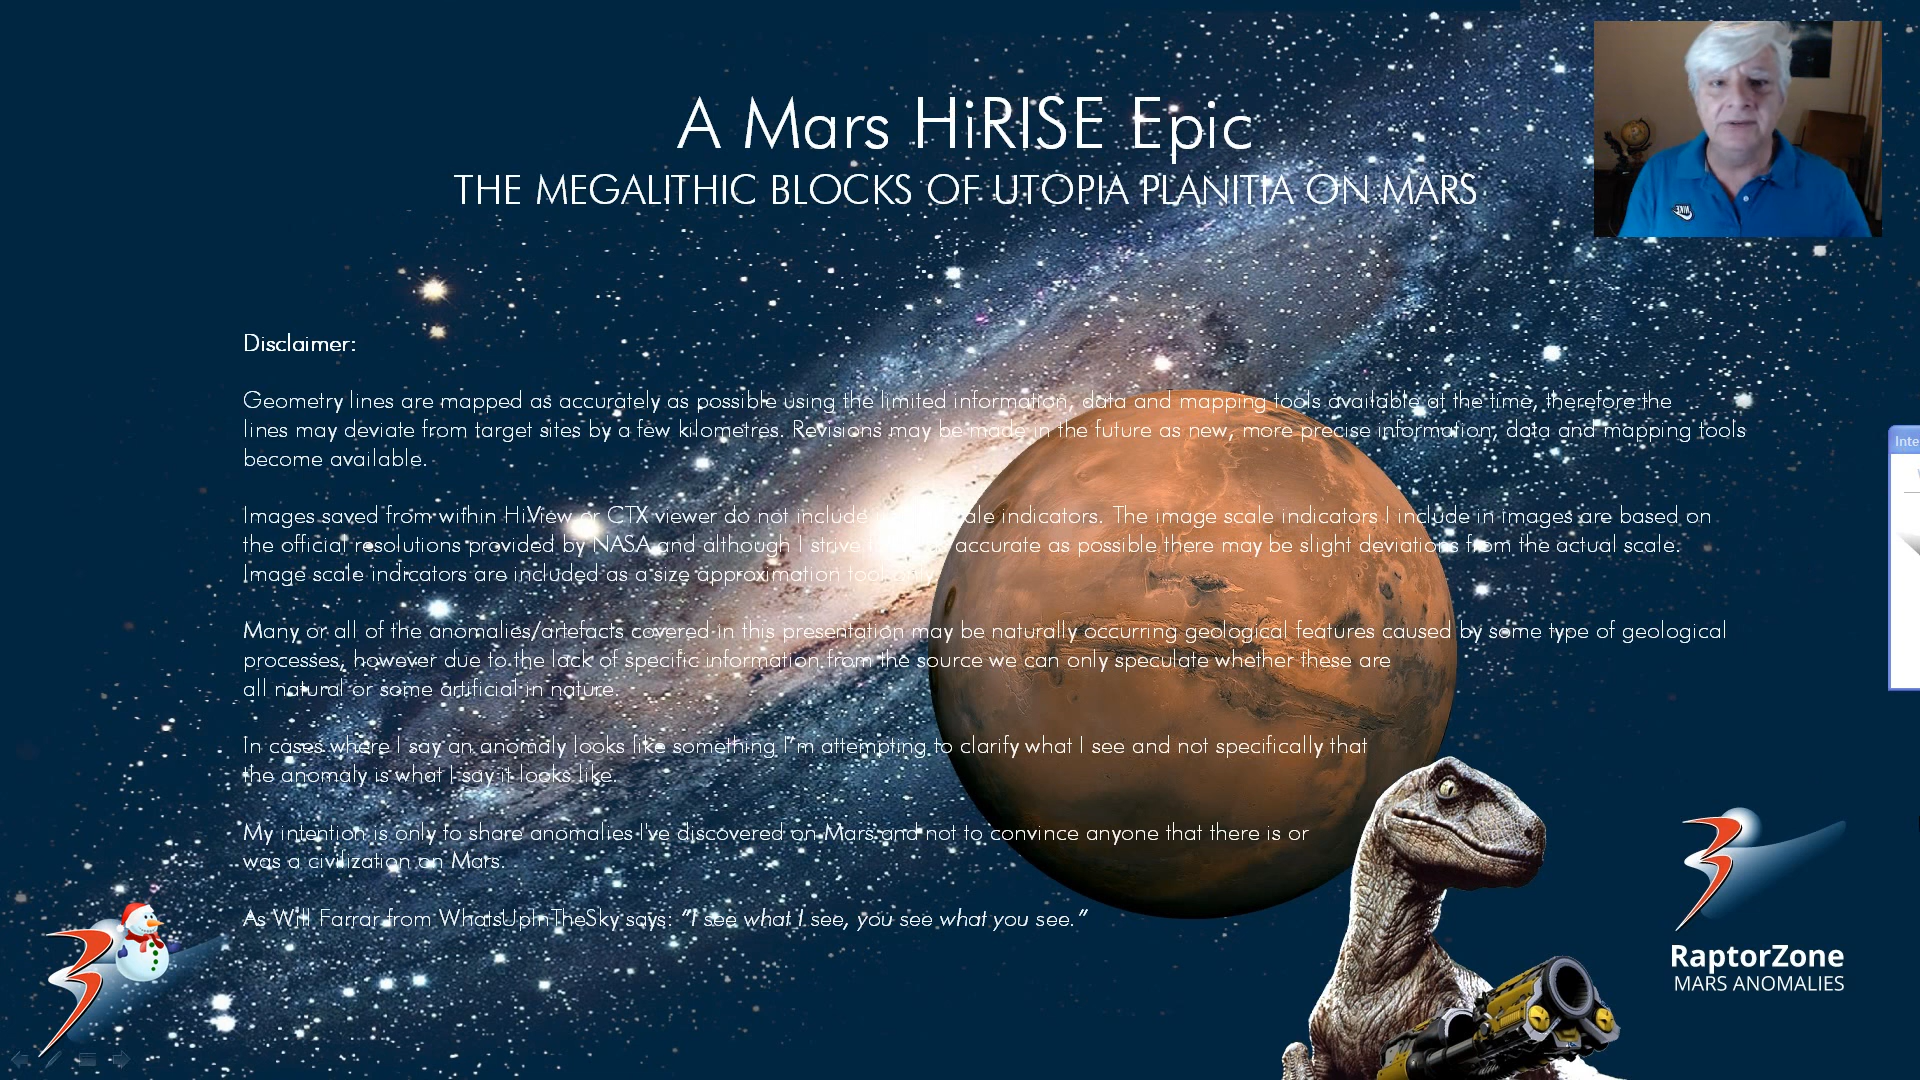 A Mars HiRISE Epic
THE MEGALITHIC BLOCKS OF UTOPIA PLANITIA ON MARS
Disclaimer:
Geometry lines are mapped as accurately as possible using the limited information, data and mapping tools available at the time, therefore the
lines may deviate from target sites by a few kilometres. Revisions may be made in the future as new, more precise information, data and mapping tools
become available.
Images saved from within HiView or CTX viewer do not include ale indicators. The image scale indicators I include in images are based on
the official resolutions provided by NASA and although I strive accurate as possible there may be slight deviations from the actual scale.
Image scale indicators are included as a size approximation tool only
Many or all of the anomalies/artefacts covered in this presentation may be naturally occurring geological features caused by some type of geological
processes, however due to the lack of specific information from the source we can only speculate whether these are
all natural or some artificial in nature.
In cases where I say an anomaly looks like something I'm attempting to clarify what I see and not specifically that
the anomaly is what I say it looks like.
My intention is only to share anomalies I've discovered on Mars and not to convince anyone that there is or
was a civilization on Mars.
As Will Farrar from WhatsUpInTheSky says: "I see what I see, you see what you see."
RaptorZone
MARS ANOMALIES
Inte